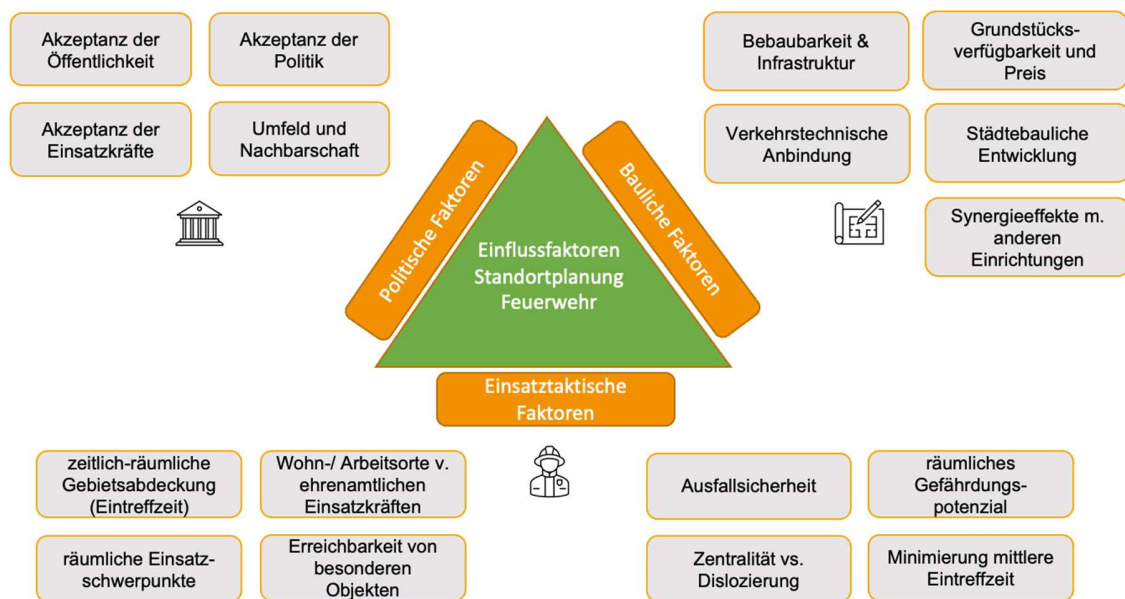 Akzeptanz der
Öffentlichkeit
Akzeptanz der
Politik
Akzeptanz der
Einsatzkräfte
Umfeld und
Nachbarschaft
Bebaubarkeit &
Infrastruktur
Grundstücks-
verfügbarkeit und
Preis
Verkehrstechnische
Anbindung
Städtebauliche
Entwicklung
Synergieeffekte m.
anderen
Einrichtungen
Politische Faktoren
Bauliche Faktoren
Einflussfaktoren
Standortplanung
Feuerwehr
Einsatztaktische
Faktoren
zeitlich-räumliche
Gebietsabdeckung
(Eintreffzeit)
Wohn-/ Arbeitsorte v.
ehrenamtlichen
Einsatzkräften
räumliche Einsatz-
schwerpunkte
Erreichbarkeit von
besonderen
Objekten
Ausfallsicherheit
räumliches
Gefährdungs-
potenzial
Zentralität vs.
Dislozierung
Minimierung mittlere
Eintreffzeit